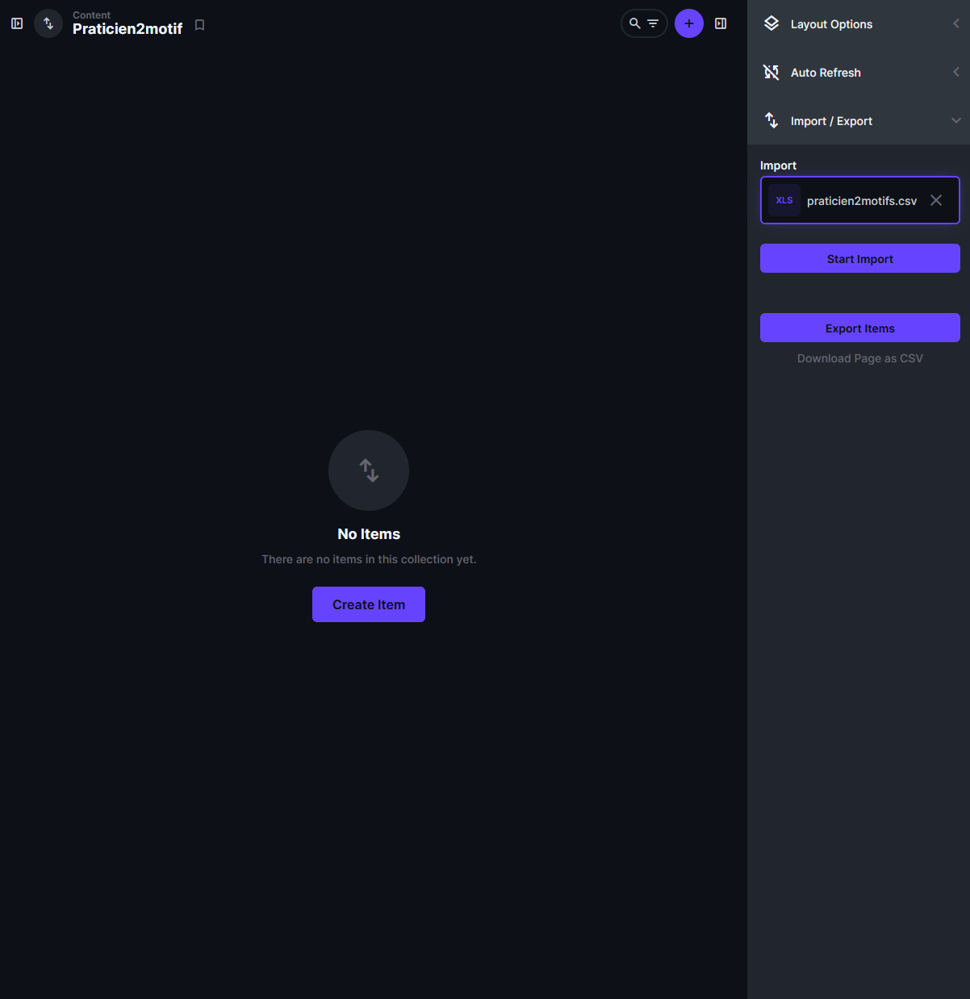 Content
Praticien2motif
Layout Options
Auto Refresh
Import / Export
Import
XLS praticien2motifs.csv
Start Import
Export Items
Download Page as CSV
No Items
There are no items in this collection yet.
Create Item